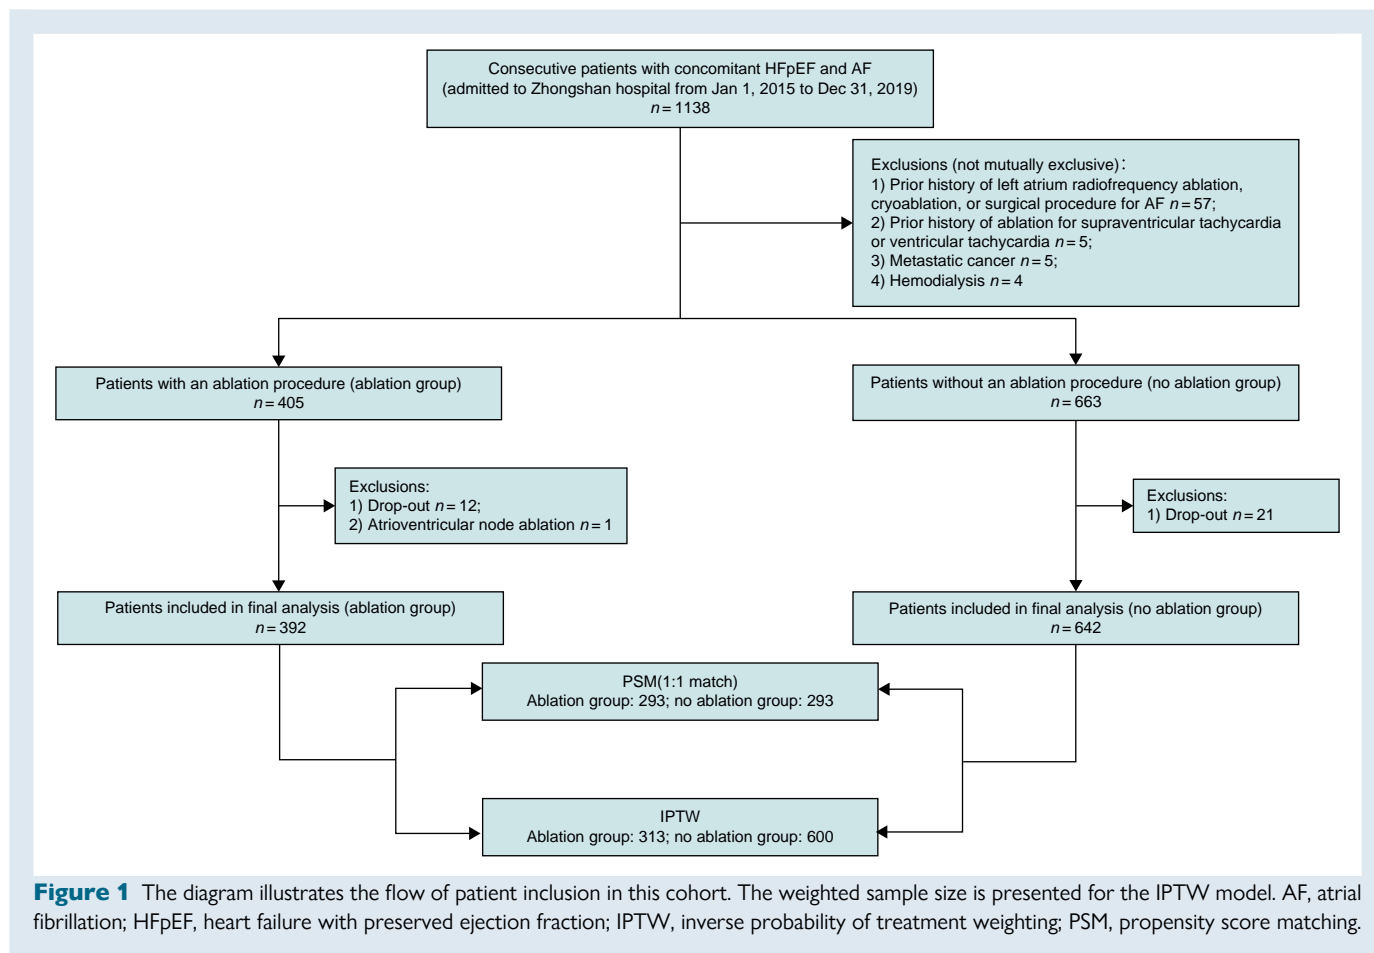 Consecutive patients with concomitant HFpEF and AF
(admitted to Zhongshan hospital from Jan 1, 2015 to Dec 31, 2019)
n = 1138
Exclusions (not mutually exclusive):
1) Prior history of left atrium radiofrequency ablation,
cryoablation, or surgical procedure for AF n = 57;
2) Prior history of ablation for supraventricular tachycardia
or ventricular tachycardia n = 5;
3) Metastatic cancer n = 5;
4) Hemodialysis n = 4
Patients with an ablation procedure (ablation group)
n = 405
Patients without an ablation procedure (no ablation group)
n = 663
Exclusions:
1) Drop-out n = 12;
2) Atrioventricular node ablation n = 1
Exclusions:
1) Drop-out n = 21
Patients included in final analysis (ablation group)
n = 392
Patients included in final analysis (no ablation group)
n = 642
PSM(1:1 match)
Ablation group: 293; no ablation group: 293
IPTW
Ablation group: 313; no ablation group: 600
Figure 1 The diagram illustrates the flow of patient inclusion in this cohort. The weighted sample size is presented for the IPTW model. AF, atrial
fibrillation; HFpEF, heart failure with preserved ejection fraction; IPTW, inverse probability of treatment weighting; PSM, propensity score matching.